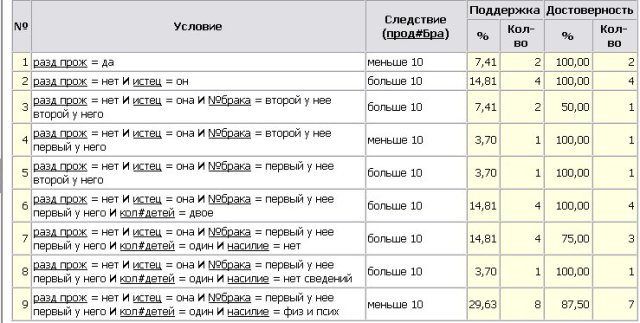 № Условие Следствие (прод#бра) Поддержка Достоверность
% Кол-во % Кол-во
1 разд прож = да меньше 10 7,41 2 100,00 2
2 разд прож = нет И истец = он больше 10 14,81 4 100,00 4
3 разд прож = нет И истец = она И №брака = второй у нее больше 10 7,41 2 50,00 1
второй у него
4 разд прож = нет И истец = она И №брака = второй у нее меньше 10 3,70 1 100,00 1
первый у него
5 разд прож = нет И истец = она И №брака = первый у нее больше 10 3,70 1 100,00 1
второй у него
6 разд прож = нет И истец = она И №брака = первый у нее больше 10 14,81 4 100,00 4
первый у него И кол#детей = двое
7 разд прож = нет И истец = она И №брака = первый у нее больше 10 14,81 4 75,00 3
первый у него И кол#детей = один И насилие = нет
8 разд прож = нет И истец = она И №брака = первый у нее больше 10 3,70 1 100,00 1
первый у него И кол#детей = один И насилие = нет сведений
9 разд прож = нет И истец = она И №брака = первый у нее меньше 10 29,63 8 87,50 7
первый у него И кол#детей = один И насилие = физ и псих